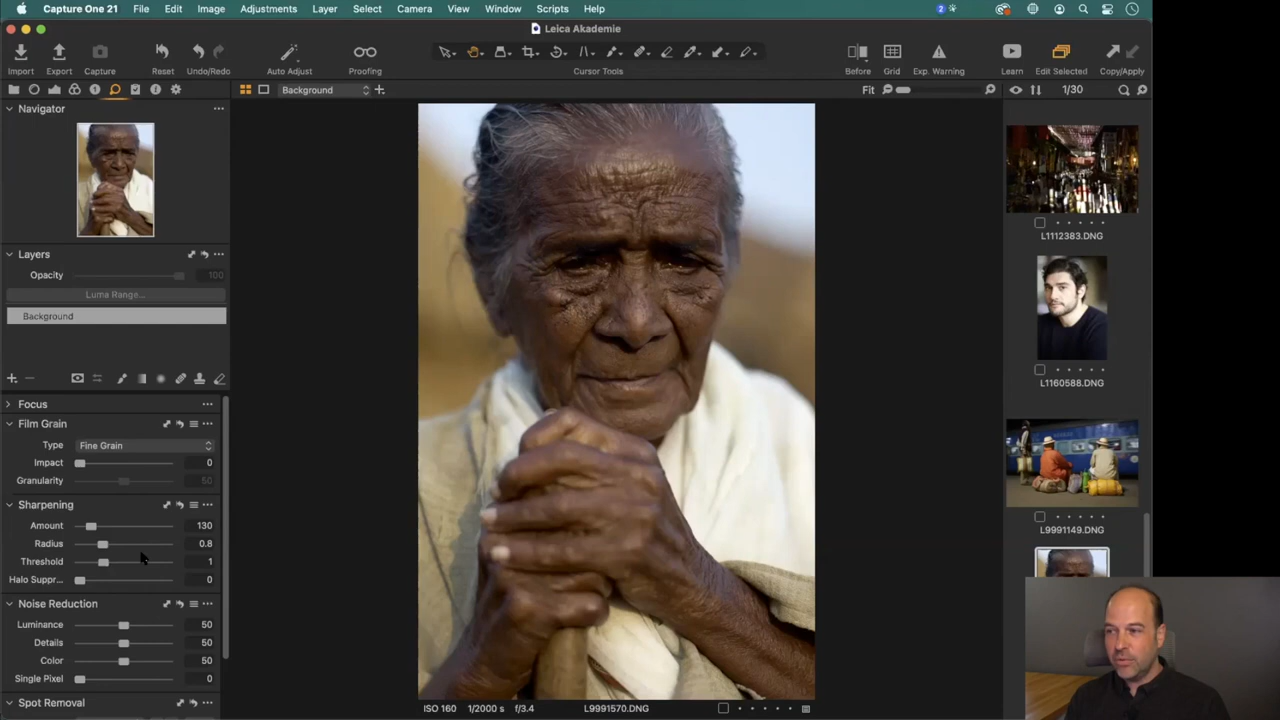 Capture One 21 File Edit Image Adjustments Layer Select Camera View Window Scripts Help 2
Leica Akademie
Import Export Capture Reset Undo/Redo Auto Adjust Proofing Cursor Tools Before Grid Exp. Warning Learn Edit Selected Copy/Apply
Background Fit 1/30
Navigator
Layers
Opacity 100
Luma Range...
Background
Focus
Film Grain
Type Fine Grain
Impact 0
Granularity 50
Sharpening
Amount 130
Radius 0.8
Threshold 1
Halo Suppr... 0
Noise Reduction
Luminance 50
Details 50
Color 50
Single Pixel 0
Spot Removal
ISO 160 1/2000 s f/3.4 L9991570.DNG
L1112383.DNG
L1160588.DNG
L9991149.DNG